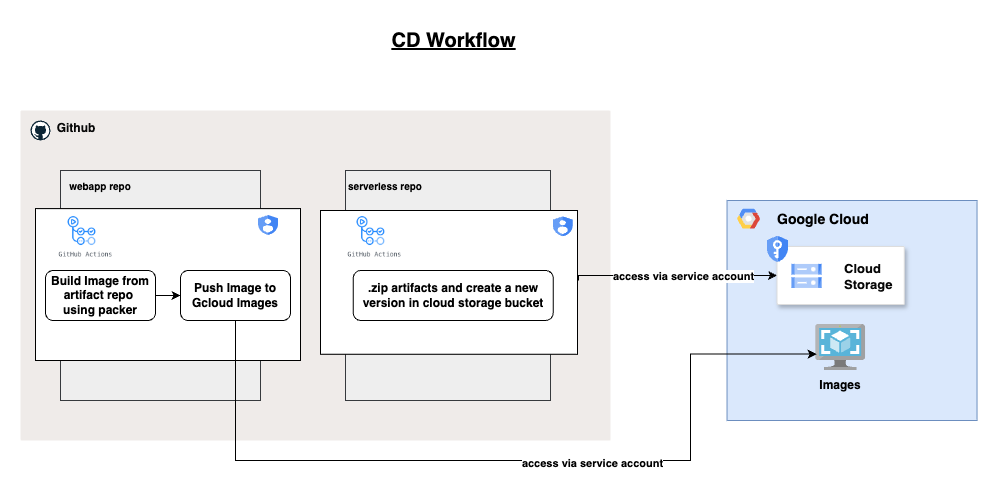 CD Workflow
Github
webapp repo
serverless repo
GitHub Actions
GitHub Actions
Build Image from
artifact repo
using packer
Push Image to
Gcloud Images
.zip artifacts and create a new
version in cloud storage bucket
access via service account
Google Cloud
Cloud
Storage
Images
access via service account